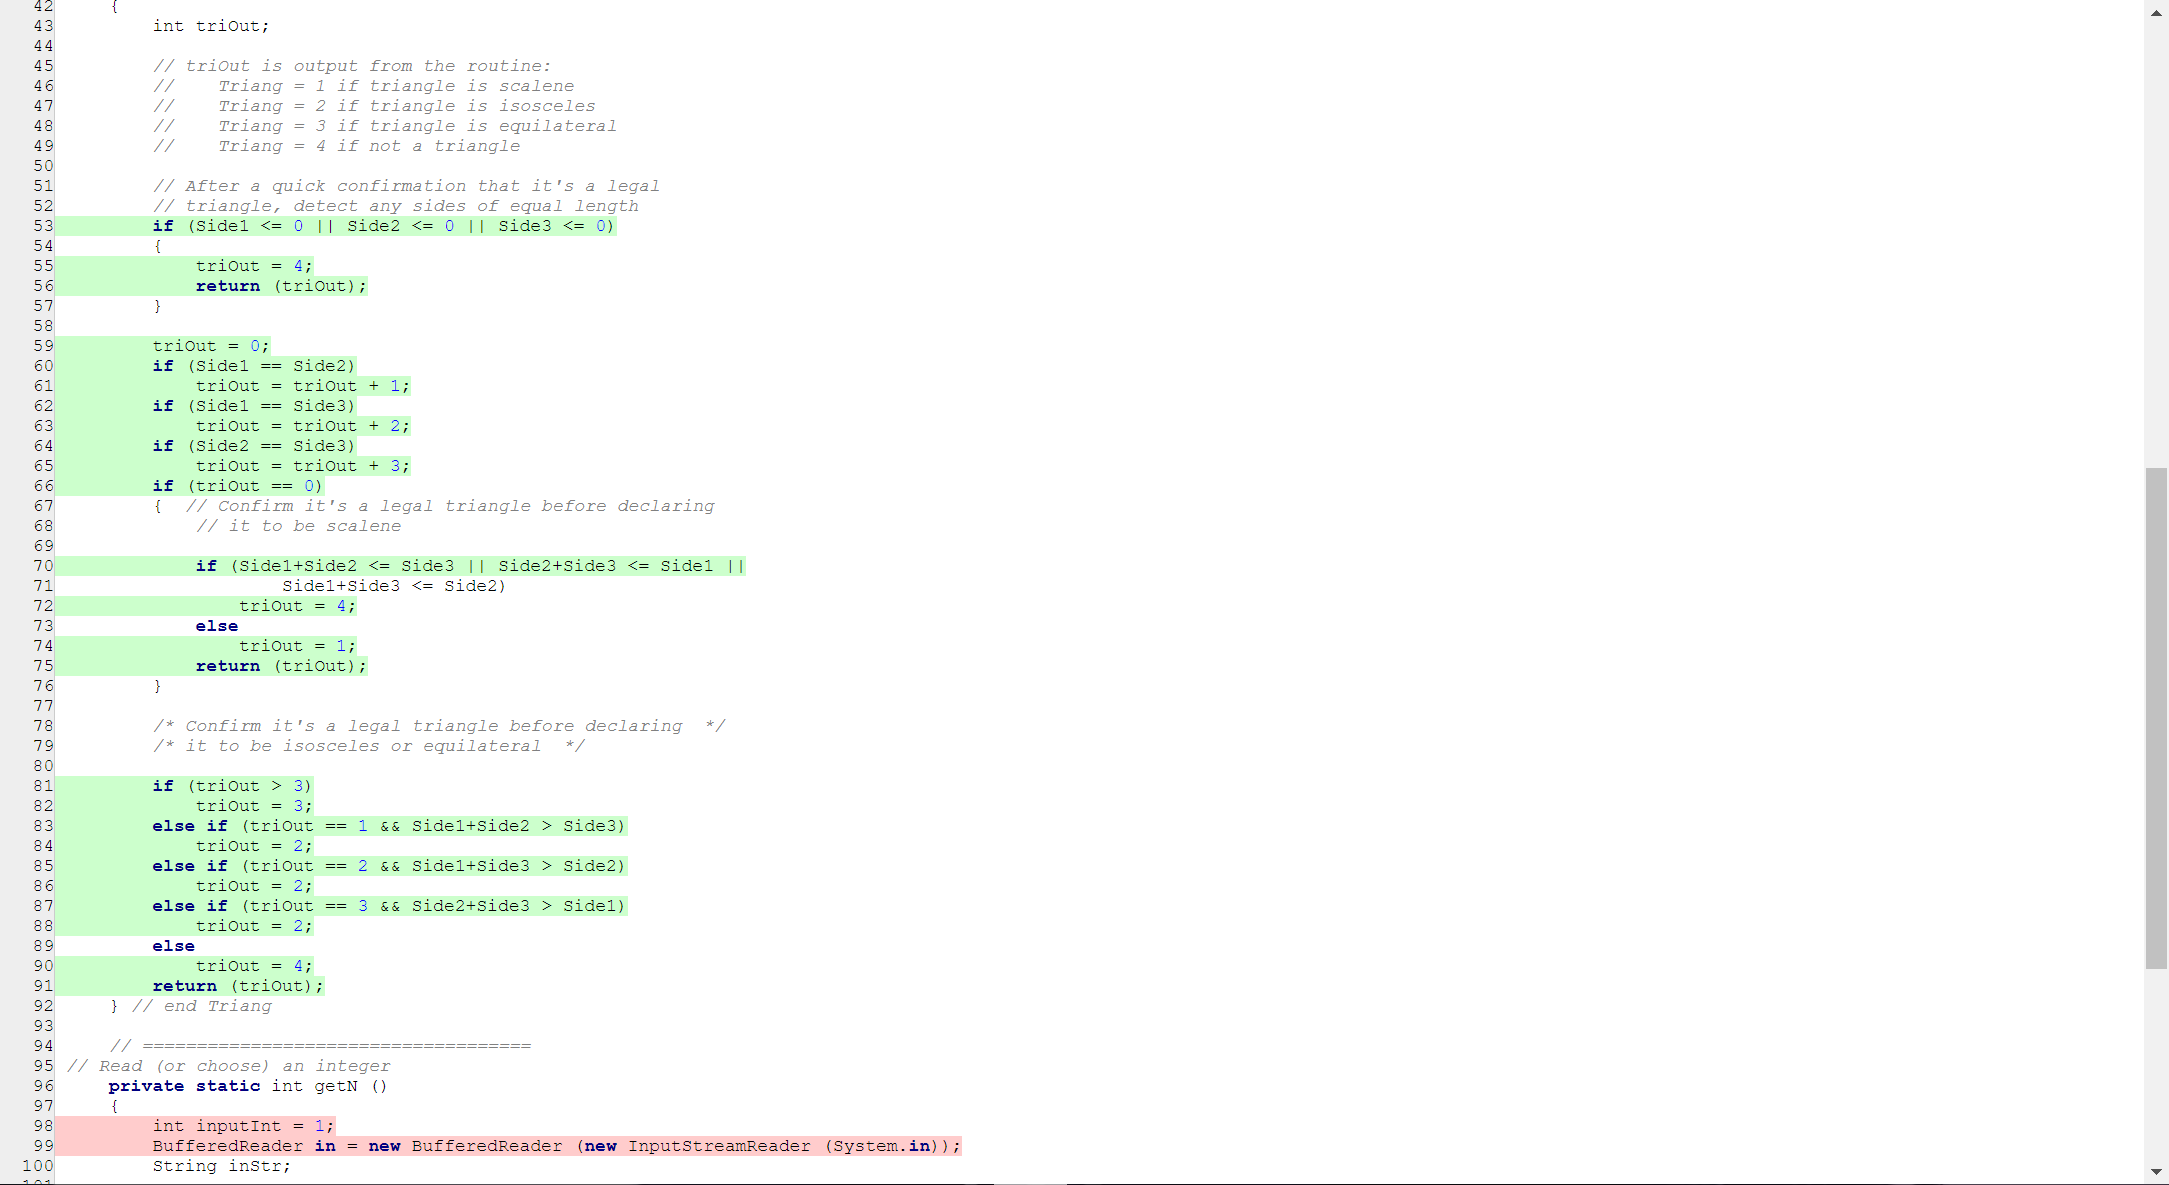 42 {
43 int triOut;
44
45 // triOut is output from the routine:
46 // Triang = 1 if triangle is scalene
47 // Triang = 2 if triangle is isosceles
48 // Triang = 3 if triangle is equilateral
49 // Triang = 4 if not a triangle
50
51 // After a quick confirmation that it's a legal
52 // triangle, detect any sides of equal length
53 if (Side1 <= 0 || Side2 <= 0 || Side3 <= 0)
54 {
55 triOut = 4;
56 return (triOut);
57 }
58
59 triOut = 0;
60 if (Side1 == Side2)
61 triOut = triOut + 1;
62 if (Side1 == Side3)
63 triOut = triOut + 2;
64 if (Side2 == Side3)
65 triOut = triOut + 3;
66 if (triOut == 0)
67 { // Confirm it's a legal triangle before declaring
68 // it to be scalene
69
70 if (Side1+Side2 <= Side3 || Side2+Side3 <= Side1 ||
71 Side1+Side3 <= Side2)
72 triOut = 4;
73 else
74 triOut = 1;
75 return (triOut);
76 }
77
78 /* Confirm it's a legal triangle before declaring */
79 /* it to be isosceles or equilateral */
80
81 if (triOut > 3)
82 triOut = 3;
83 else if (triOut == 1 && Side1+Side2 > Side3)
84 triOut = 2;
85 else if (triOut == 2 && Side1+Side3 > Side2)
86 triOut = 2;
87 else if (triOut == 3 && Side2+Side3 > Side1)
88 triOut = 2;
89 else
90 triOut = 4;
91 return (triOut);
92 } // end Triang
93
94 // ====================================
95 // Read (or choose) an integer
96 private static int getN ()
97 {
98 int inputInt = 1;
99 BufferedReader in = new BufferedReader (new InputStreamReader (System.in));
100 String inStr;